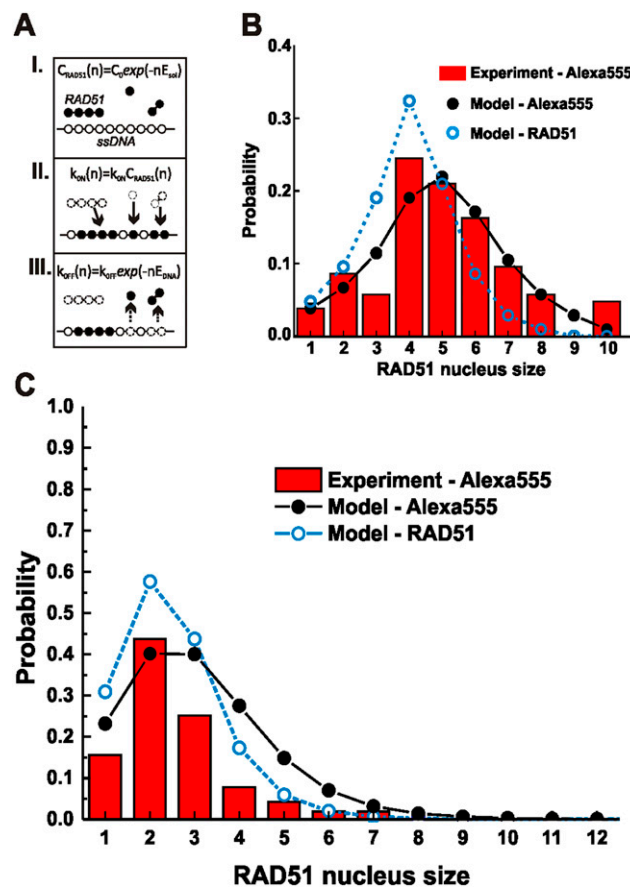 A
I.
C_RAD51(n)=C₀exp(-nE_sol)
RAD51
ssDNA
II.
k_ON(n)=k_ONC_RAD51(n)
III.
k_OFF(n)=k_OFFexp(-nE_DNA)
B
0.4
0.3
0.2
0.1
0.0
Probability
Experiment - Alexa555
Model - Alexa555
Model - RAD51
1 2 3 4 5 6 7 8 9 10
RAD51 nucleus size
C
1.0
0.9
0.8
0.7
0.6
0.5
0.4
0.3
0.2
0.1
0.0
Probability
Experiment - Alexa555
Model - Alexa555
Model - RAD51
1 2 3 4 5 6 7 8 9 10 11 12
RAD51 nucleus size